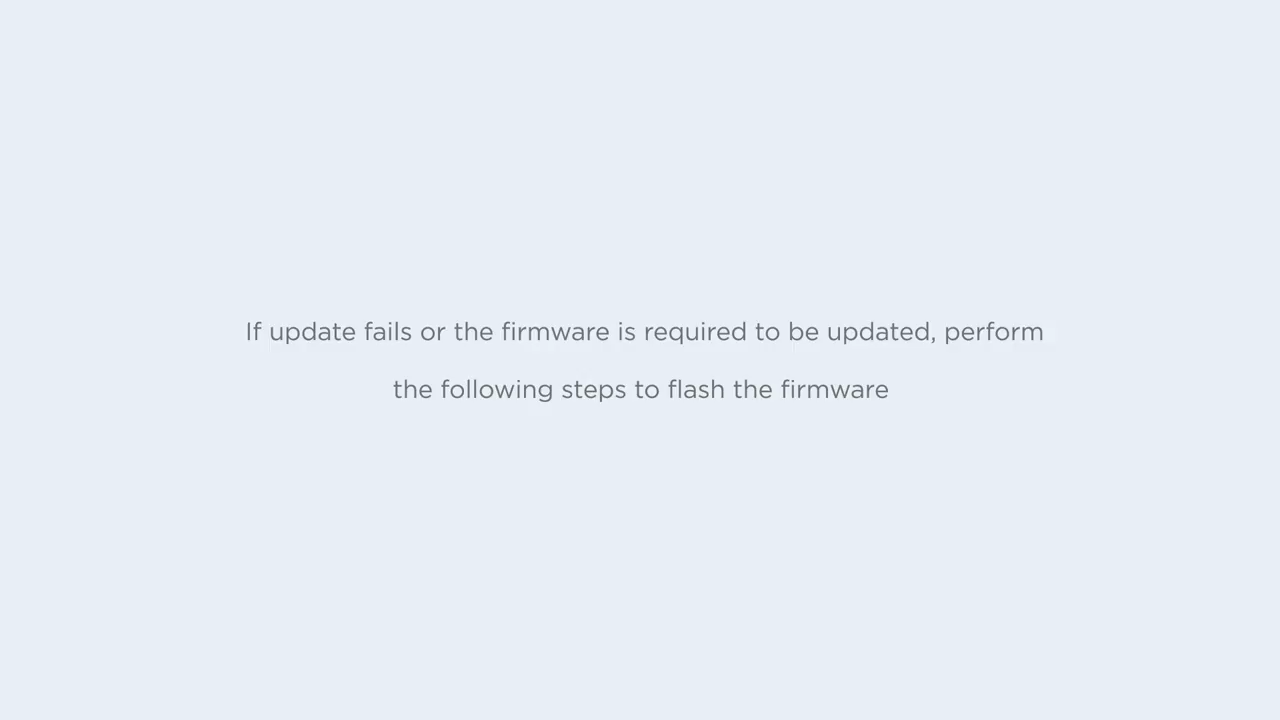 If update fails or the firmware is required to be updated, perform
the following steps to flash the firmware